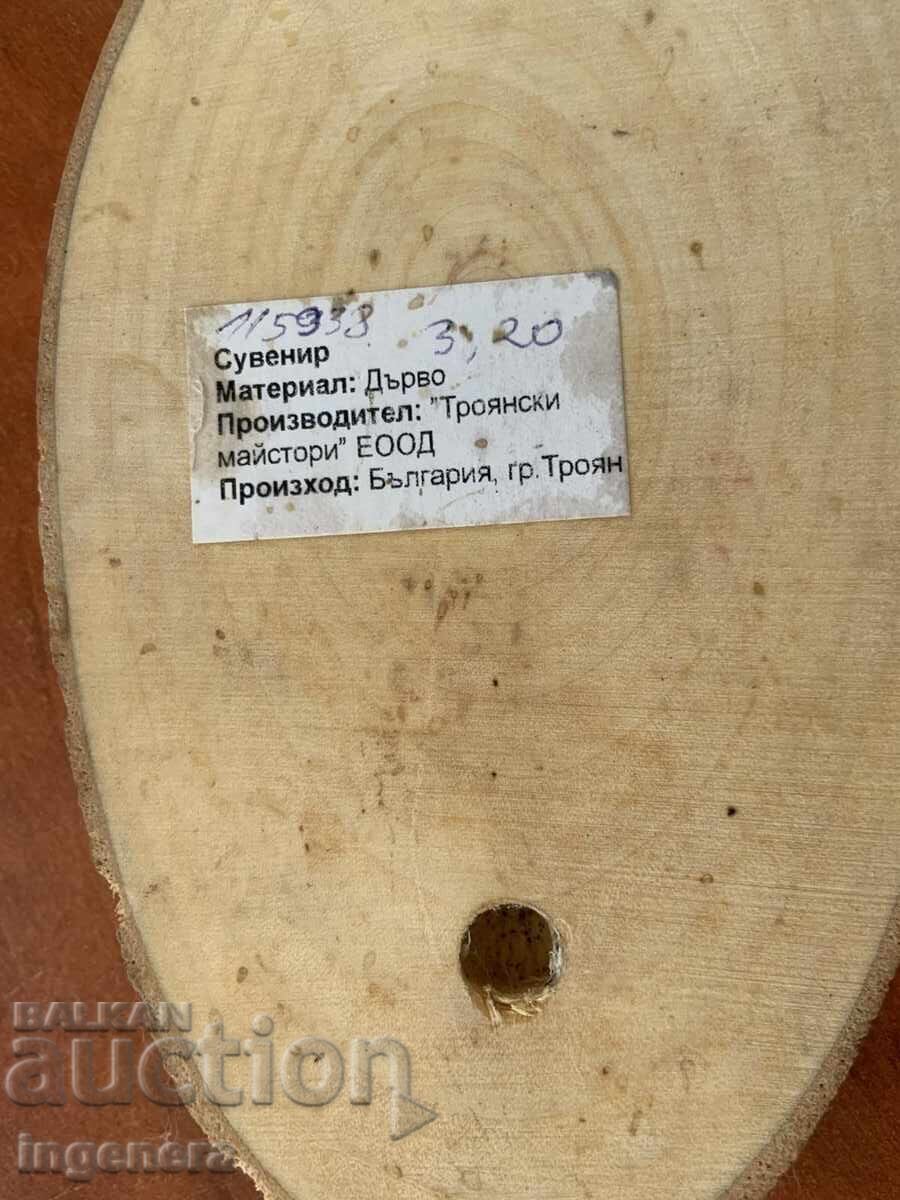 115938 3,20
Сувенир
Материал: Дърво
Производител: "Троянски
майстори" ЕООД
Произход: България, гр.Троян
BALKAN
auction
ingenera